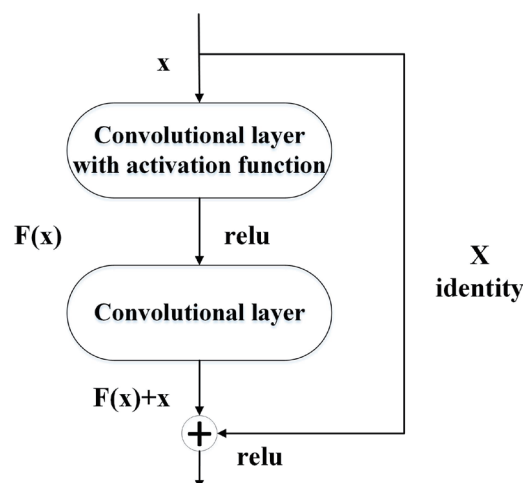 x
Convolutional layer
with activation function
F(x)
relu
X
identity
Convolutional layer
F(x)+x
+
relu